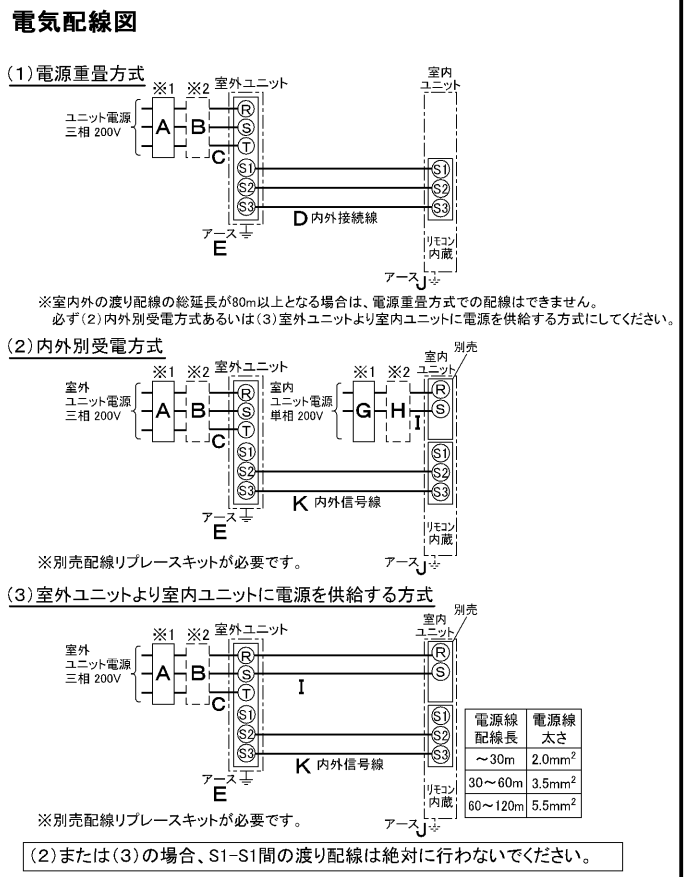 電気配線図
(1)電源重畳方式
※1 ※2 室外ユニット
室内
ユニット
ユニット電源
三相 200V
A B
C
R
S
T
S1
S2
S3
S1
S2
S3
D 内外接続線
アース
E
リモコン
内蔵
アース J
※室内外の渡り配線の総延長が80m以上となる場合は、電源重畳方式での配線はできません。
必ず(2)内外別受電方式あるいは(3)室外ユニットより室内ユニットに電源を供給する方式にしてください。
(2)内外別受電方式
※1 ※2 室外ユニット
※1 ※2
室内
ユニット
別売
室外
ユニット電源
三相 200V
A B
C
R
S
T
S1
S2
S3
室内
ユニット電源
単相 200V
G H
I
R
S
S1
S2
S3
K 内外信号線
アース
E
リモコン
内蔵
アース J
※別売配線リプレースキットが必要です。
(3)室外ユニットより室内ユニットに電源を供給する方式
※1 ※2 室外ユニット
室内
ユニット
別売
室外
ユニット電源
三相 200V
A B
C
R
S
T
S1
S2
S3
I
R
S
S1
S2
S3
K 内外信号線
アース
E
リモコン
内蔵
アース J
電源線 電源線
配線長 太さ
～30m 2.0mm²
30～60m 3.5mm²
60～120m 5.5mm²
※別売配線リプレースキットが必要です。
(2)または(3)の場合、S1-S1間の渡り配線は絶対に行わないでください。